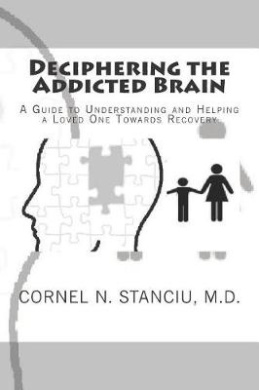 Deciphering the
Addicted Brain
A Guide to Understanding and Helping
a Loved One Towards Recovery
CORNEL N. STANCIU, M.D.